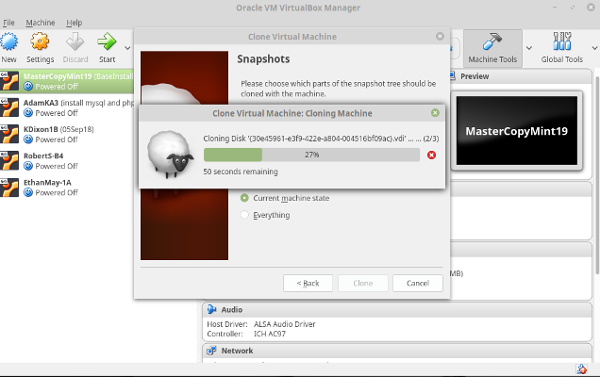 Oracle VM VirtualBox Manager
File Machine Help
New Settings Discard Start
Machine Tools Global Tools
MasterCopyMint19 (BaseInstall
Powered Off
AdamKA3 (install mysql and php
Powered Off
KDixon1B (05Sep18)
Powered Off
RobertS-B4
Powered Off
EthanMay-1A
Powered Off
Clone Virtual Machine
Snapshots
Please choose which parts of the snapshot tree should be
cloned with the machine.
Clone Virtual Machine: Cloning Machine
Cloning Disk '{30e45961-e3f9-422e-a804-004516bf09ac}.vdi' ... ... (2/3)
27%
50 seconds remaining
Current machine state
Everything
< Back Clone Cancel
Preview
MasterCopyMint19
MB)
Audio
Host Driver: ALSA Audio Driver
Controller: ICH AC97
Network